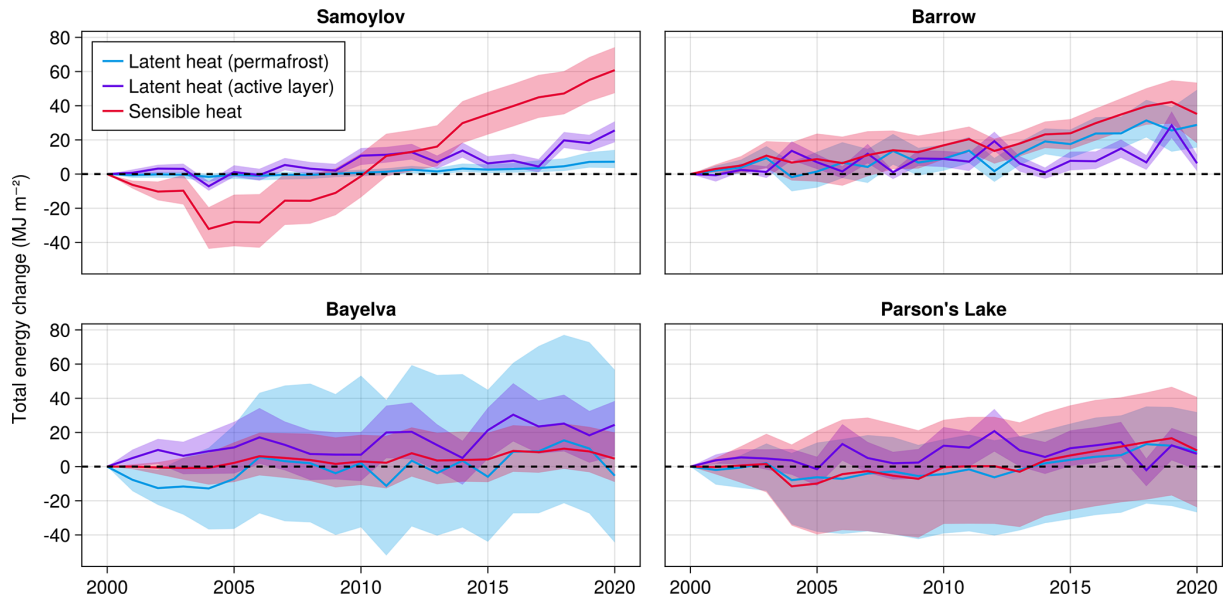 Samoylov
Barrow
80
60
40
20
0
-20
-40
Latent heat (permafrost)
Latent heat (active layer)
Sensible heat
Total energy change (MJ m⁻²)
Bayelva
Parson's Lake
80
60
40
20
0
-20
-40
2000 2005 2010 2015 2020
2000 2005 2010 2015 2020